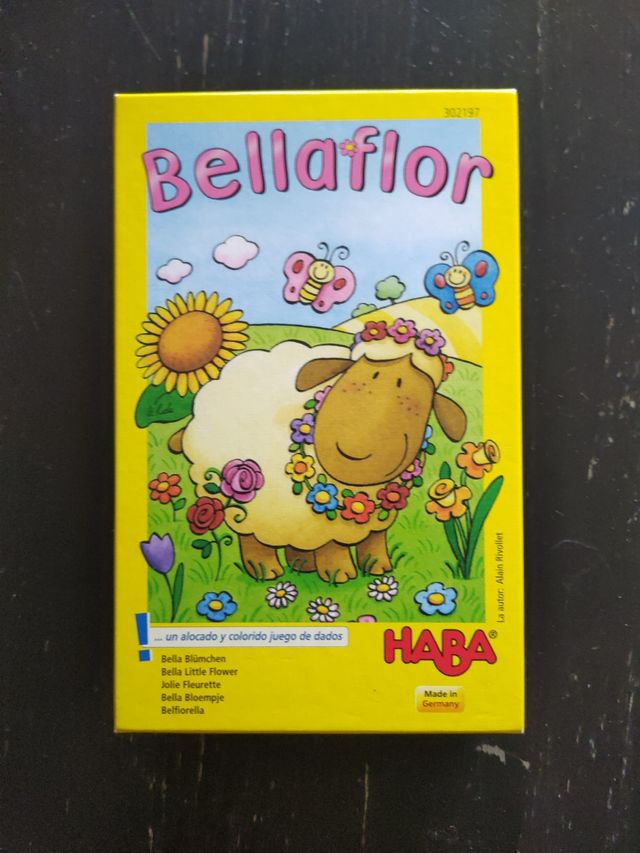 302197
Bellaflor
La autor: Alain Rivollet
... un alocado y colorido juego de dados
HABA®
Bella Blümchen
Bella Little Flower
Jolie Fleurette
Bella Bloempje
Belfiorella
Made in
Germany